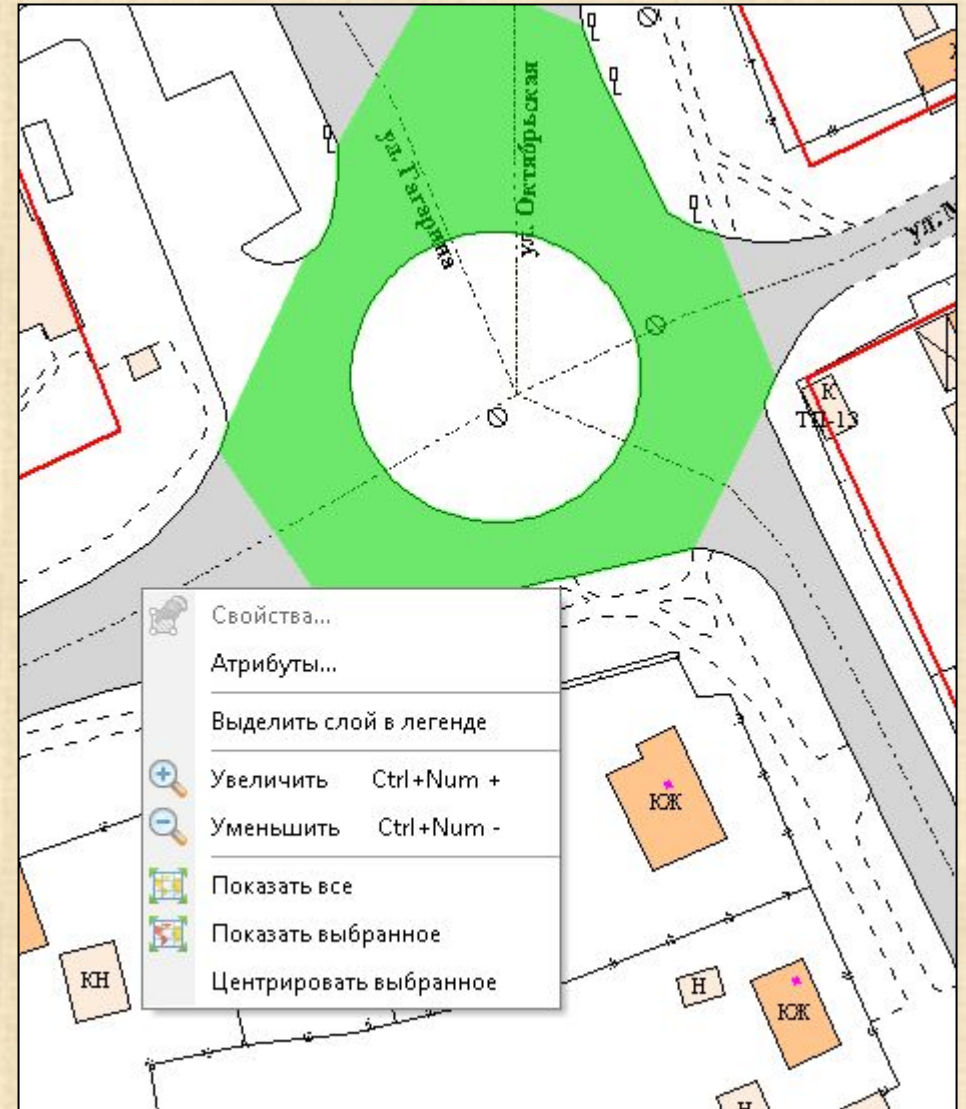 ул. Гагарина
ул. Октябрьская
ул.
К
ТП-13
Свойства...
Атрибуты...
Выделить слой в легенде
Увеличить Ctrl+Num +
Уменьшить Ctrl+Num -
Показать все
Показать выбранное
Центрировать выбранное
КЖ
КН
Н
КЖ
Н